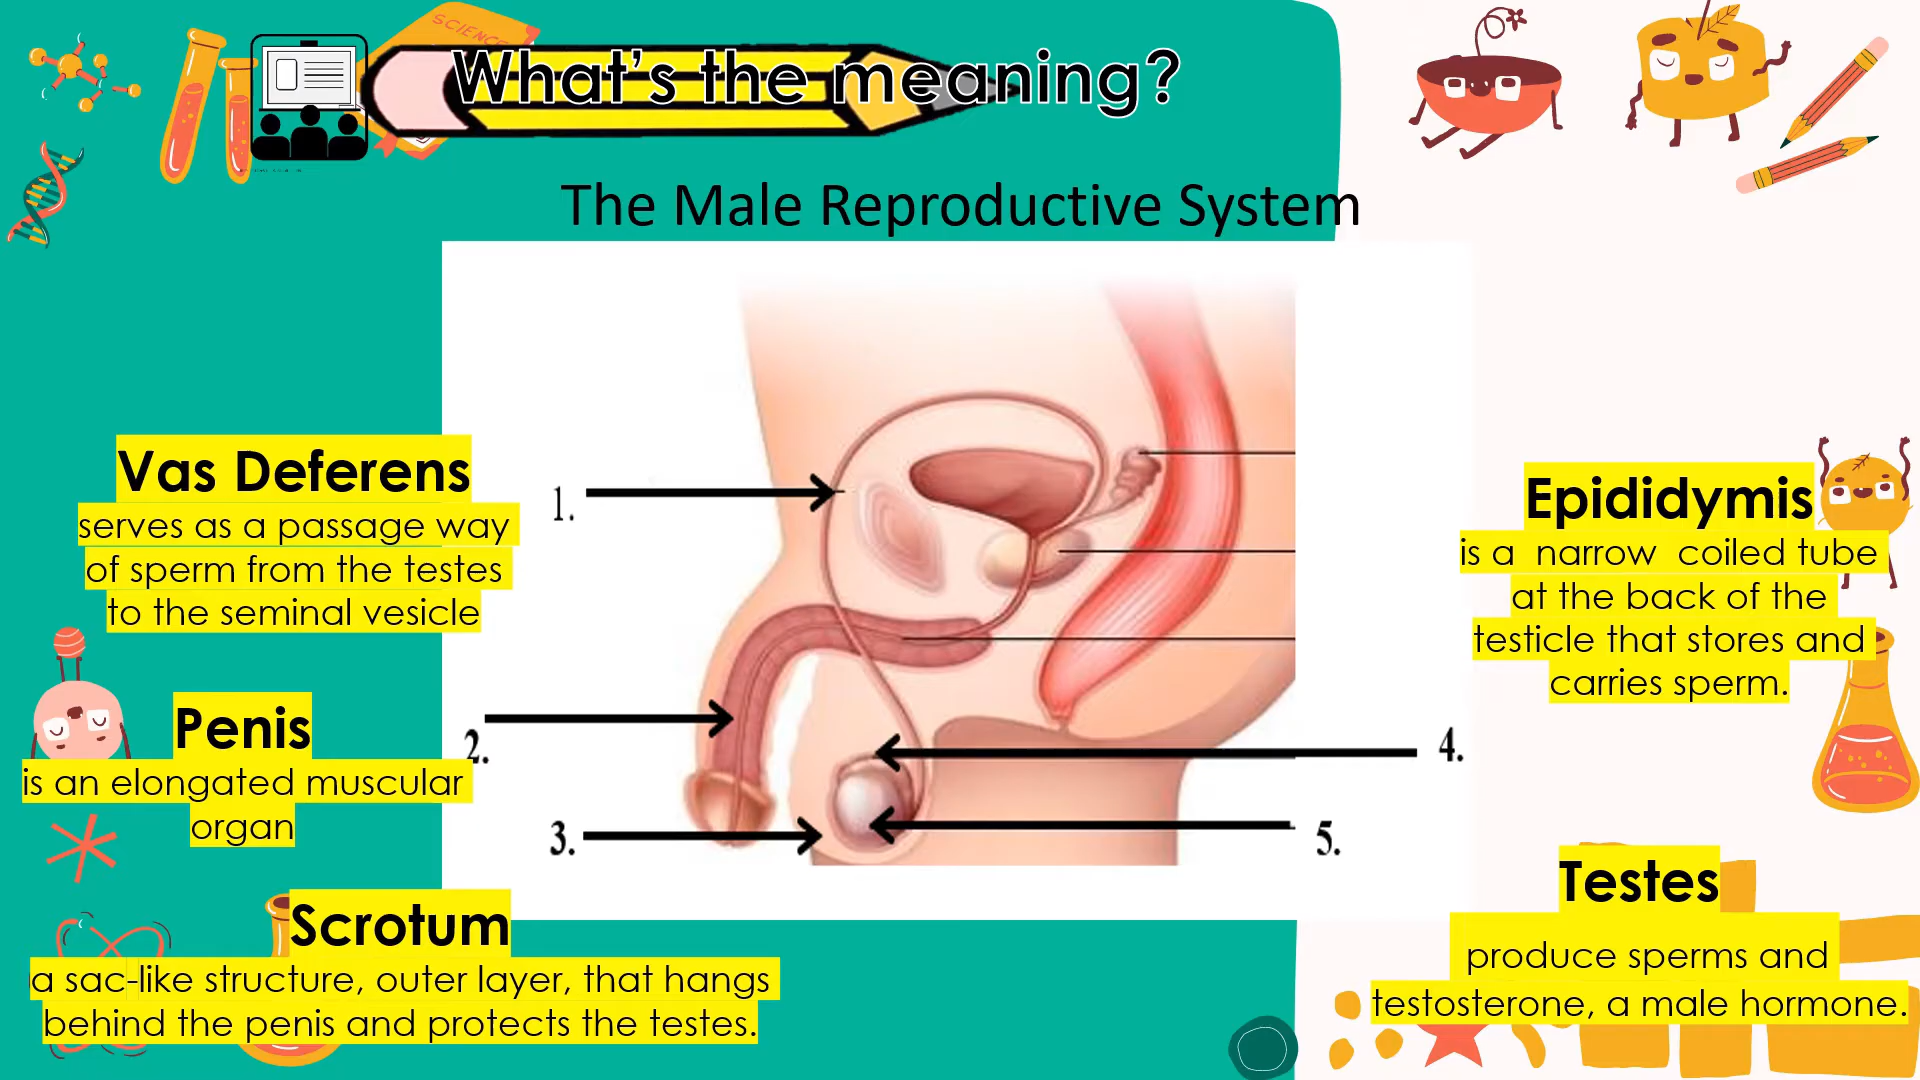 SCIENCE
What's the meaning?
The Male Reproductive System
Vas Deferens
serves as a passage way
of sperm from the testes
to the seminal vesicle
1.
Penis
is an elongated muscular
organ
2.
Scrotum
a sac-like structure, outer layer, that hangs
behind the penis and protects the testes.
3.
Epididymis
is a  narrow  coiled tube
at the back of the
testicle that stores and
carries sperm.
4.
Testes
produce sperms and
testosterone, a male hormone.
5.